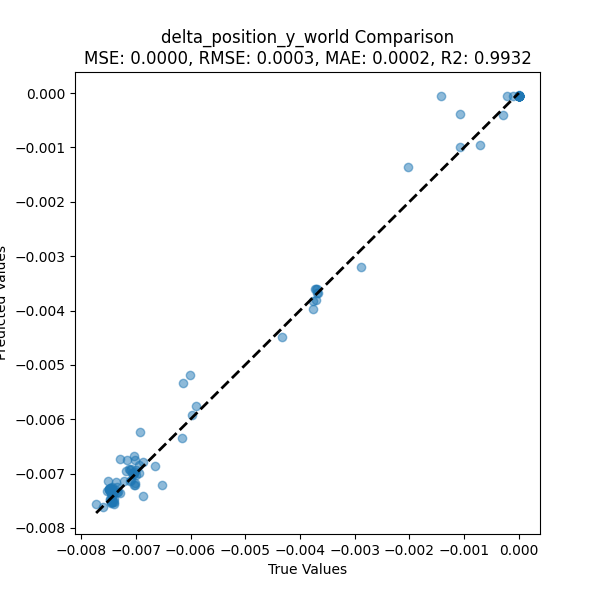 delta_position_y_world Comparison
MSE: 0.0000, RMSE: 0.0003, MAE: 0.0002, R2: 0.9932
0.000
−0.001
−0.002
−0.003
−0.004
−0.005
−0.006
−0.007
−0.008
Predicted Values
−0.008 −0.007 −0.006 −0.005 −0.004 −0.003 −0.002 −0.001 0.000
True Values